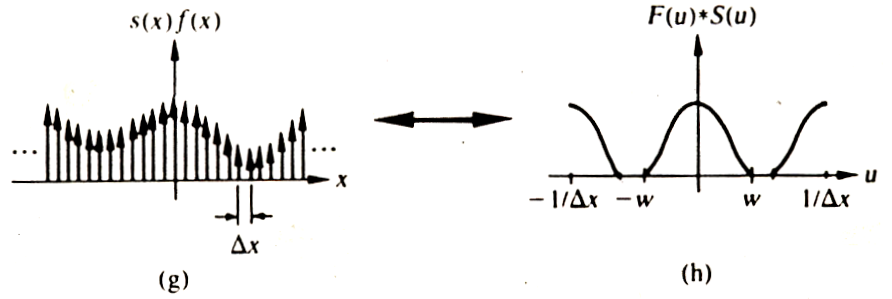 s(x)f(x)
... ...
x
Δx
(g)
F(u)*S(u)
u
-1/Δx -w w 1/Δx
(h)